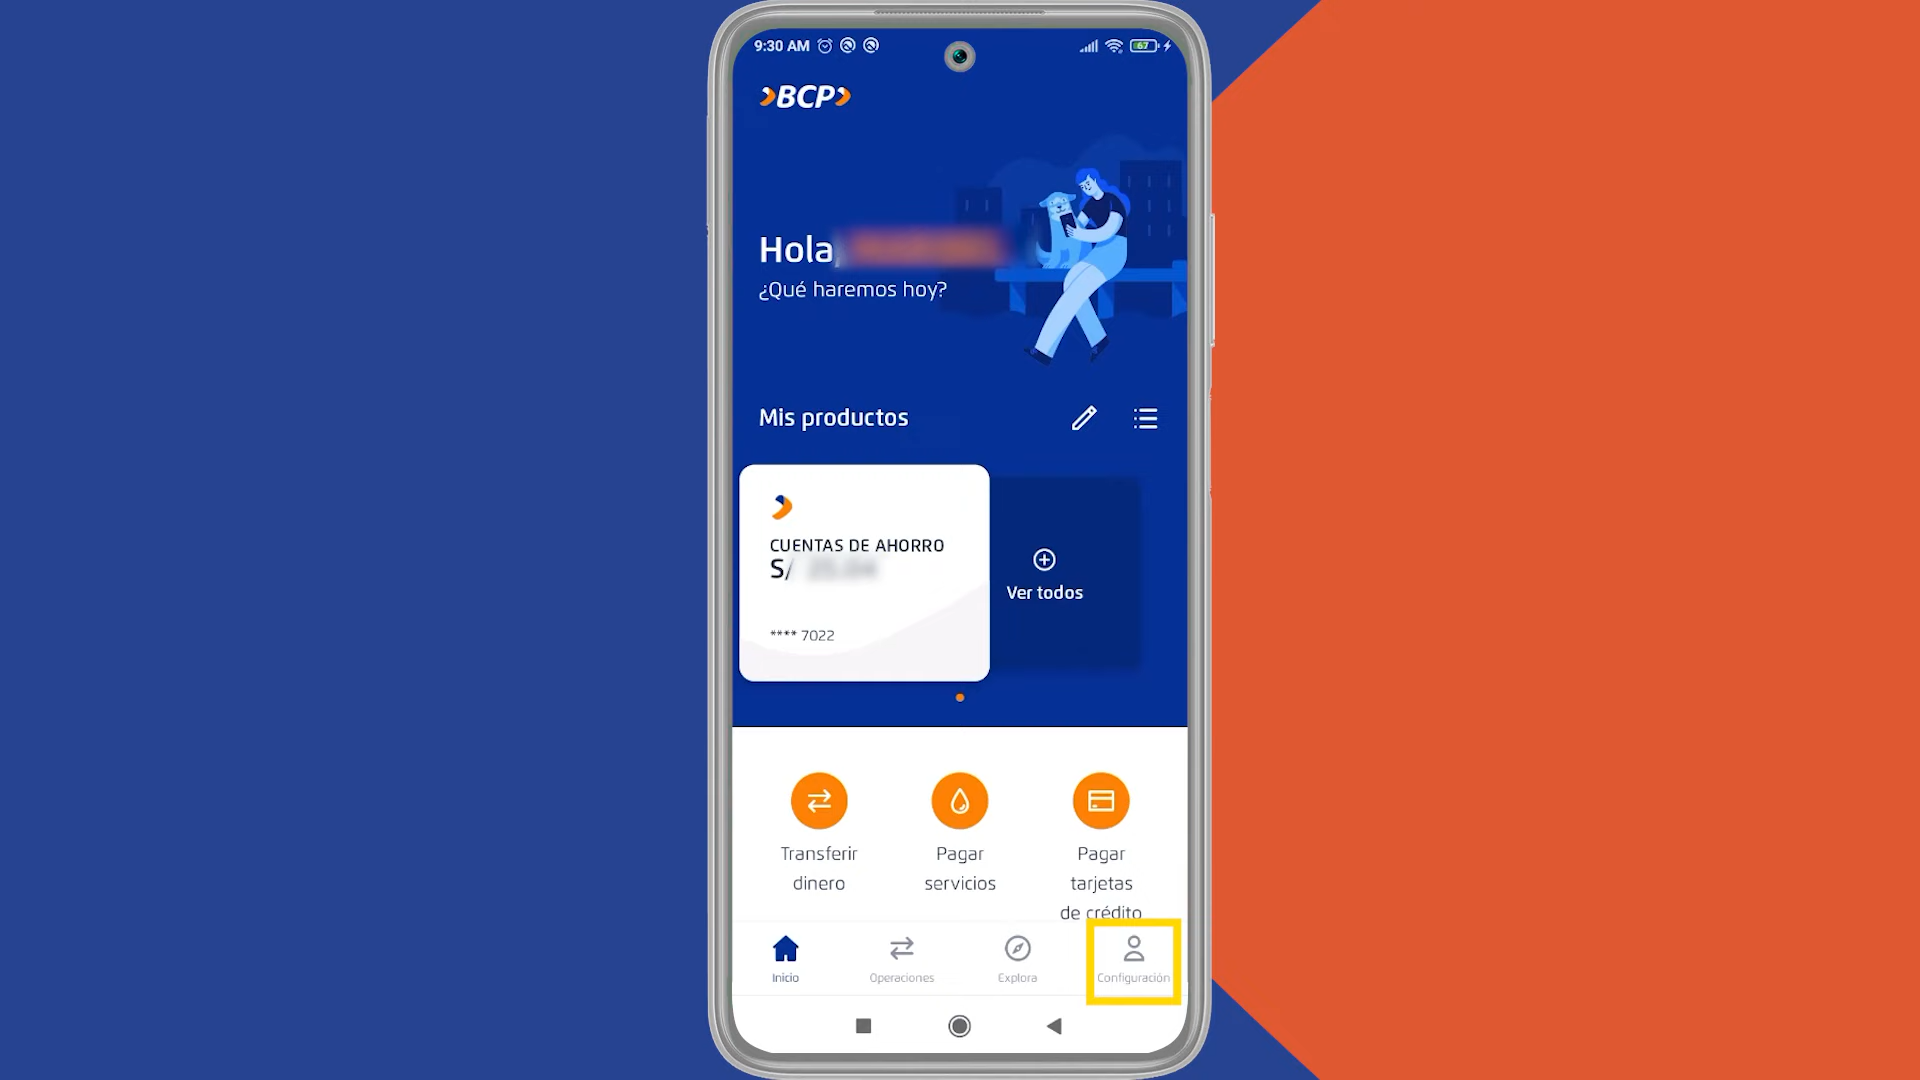 9:30 AM
67
BCP
Hola,
¿Qué haremos hoy?
Mis productos
CUENTAS DE AHORRO
S/
**** 7022
Ver todos
Transferir
dinero
Pagar
servicios
Pagar
tarjetas
de crédito
Inicio
Operaciones
Explora
Configuración